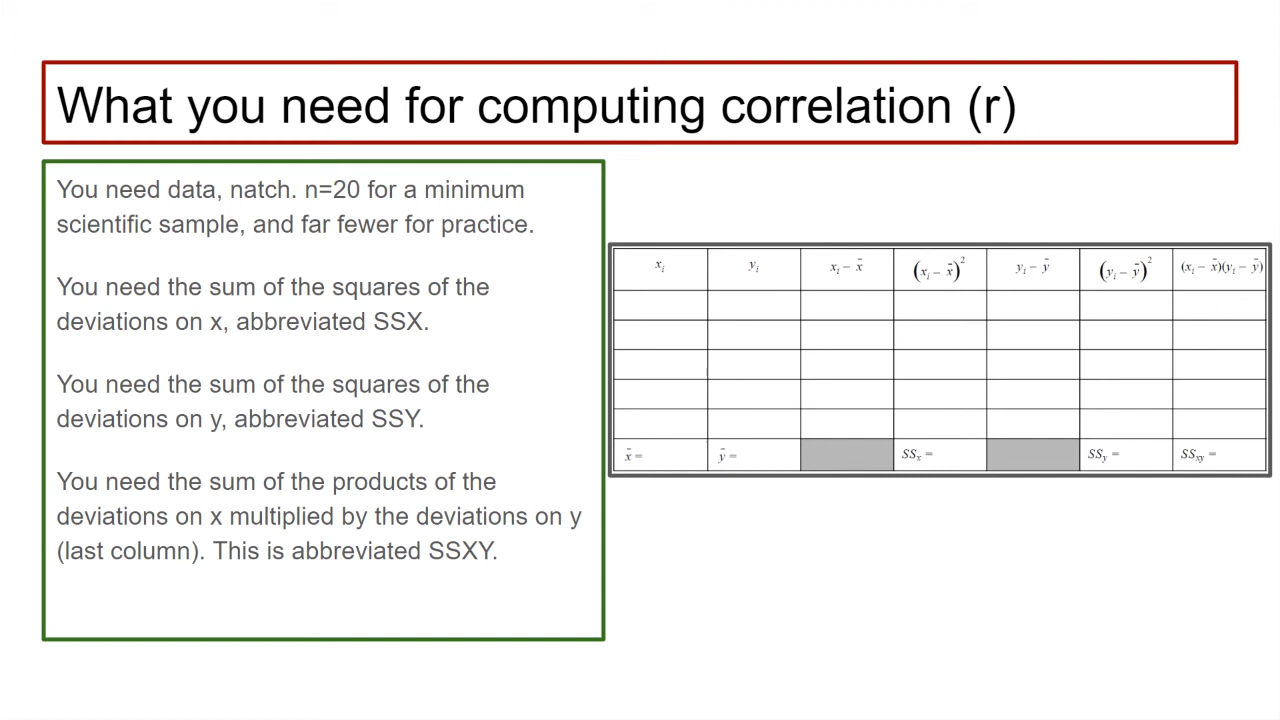 What you need for computing correlation (r)
You need data, natch. n=20 for a minimum
scientific sample, and far fewer for practice.
You need the sum of the squares of the
deviations on x, abbreviated SSX.
You need the sum of the squares of the
deviations on y, abbreviated SSY.
You need the sum of the products of the
deviations on x multiplied by the deviations on y
(last column). This is abbreviated SSXY.
xᵢ yᵢ xᵢ − x̄ (xᵢ − x̄)² yᵢ − ȳ (yᵢ − ȳ)² (xᵢ − x̄)(yᵢ − ȳ)
x̄ = ȳ = SSₓ = SS_y = SS_xy =